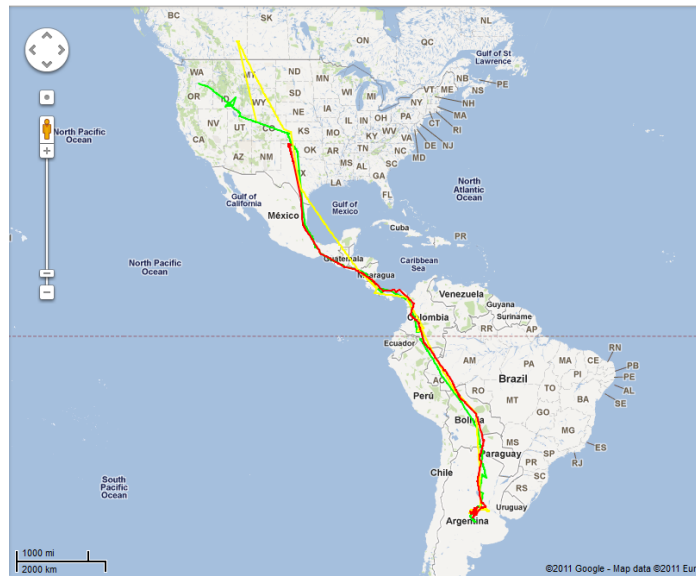 BC
SK
NL
ON
QC
Gulf of St
Lawrence
WA
MT
ND
MN
NB
PE
OR
ID
SD
WI
MI
VT
ME
NS
WY
NY
NH
NE
IA
MA
NV
IL
IN
OH
PA
CT
RI
UT
CO
KS
MO
WV
NJ
CA
KY
VA
DE
MD
North Pacific
Ocean
AZ
NM
OK
AR
TN
NC
MS
AL
SC
GA
LA
FL
North
Atlantic
Ocean
Gulf of
California
Gulf of
Mexico
México
Cuba
PR
Guatemala
Caribbean
Sea
North Pacific
Ocean
Nicaragua
Venezuela
Guyana
Colombia
Suriname
RR
AP
Ecuador
RN
AM
PA
MA
CE
PB
PI
PE
AC
TO
AL
Brazil
RO
BA
SE
Perú
MT
GO
Bolivia
MG
MS
ES
Paraguay
SP
PR
RJ
SC
Chile
South
Pacific
Ocean
RS
Uruguay
Argentina
1000 mi
2000 km
©2011 Google - Map data ©2011 Eur